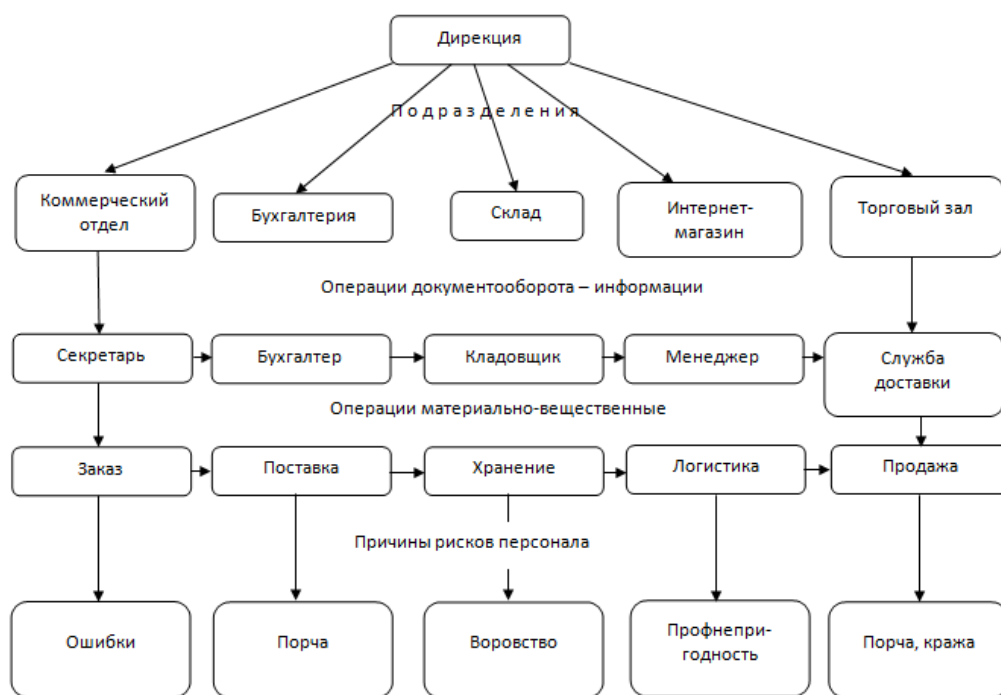 Дирекция
П о д р а з д е л е н и я
Коммерческий
отдел
Бухгалтерия
Склад
Интернет-
магазин
Торговый зал
Операции документооборота – информации
Секретарь
Бухгалтер
Кладовщик
Менеджер
Служба
доставки
Операции материально-вещественные
Заказ
Поставка
Хранение
Логистика
Продажа
Причины рисков персонала
Ошибки
Порча
Воровство
Профнепри-
годность
Порча, кража